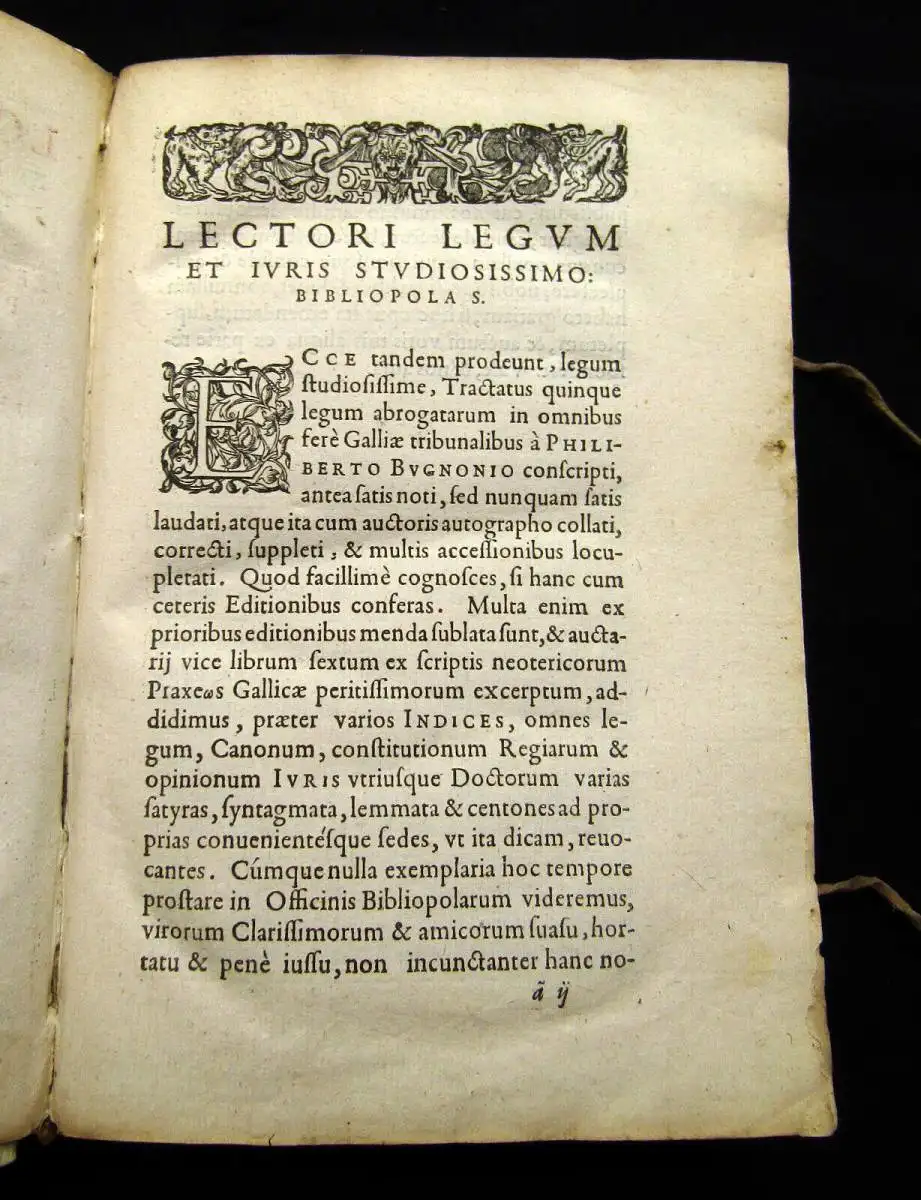 LECTORI LEGVM
ET IVRIS STVDIOSISSIMO:
BIBLIOPOLA S.
ECCE tandem prodeunt, legum
ſtudioſiſſime, Tractatus quinque
legum abrogatarum in omnibus
ferè Galliæ tribunalibus à PHILI-
BERTO BVGNONIO conſcripti,
antea ſatis noti, ſed nunquam ſatis
laudati, atque ita cum auctoris autographo collati,
correcti, ſuppleti, & multis acceſſionibus locu-
pletati. Quod facillimè cognoſces, ſi hanc cum
ceteris Editionibus conferas. Multa enim ex
prioribus editionibus menda ſublata ſunt, & aucta-
rij vice librum ſextum ex ſcriptis neotericorum
Praxeως Gallicæ peritiſſimorum excerptum, ad-
didimus, præter varios INDICES, omnes le-
gum, Canonum, conſtitutionum Regiarum &
opinionum IVRIS vtriuſque Doctorum varias
ſatyras, ſyntagmata, lemmata & centones ad pro-
prias conuenientéſque ſedes, vt ita dicam, reuo-
cantes. Cúmque nulla exemplaria hoc tempore
proſtare in Officinis Bibliopolarum videremus,
virorum Clariſſimorum & amicorum ſuaſu, hor-
tatu & penè iuſſu, non incunctanter hanc no-
ã ij